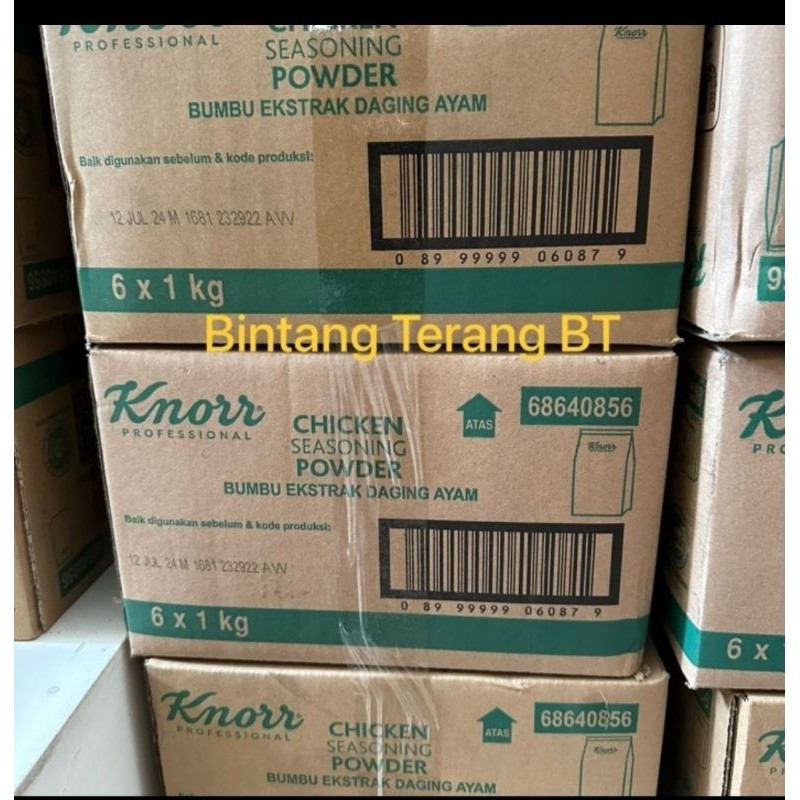 PROFESSIONAL
CHICKEN
SEASONING
POWDER
BUMBU EKSTRAK DAGING AYAM
Knorr
Baik digunakan sebelum & kode produksi:
12 JUL 24 M 1681 232922 AW
0 89 99999 06087 9
6 x 1 kg
Bintang Terang BT
Knorr
PROFESSIONAL
CHICKEN
SEASONING
POWDER
BUMBU EKSTRAK DAGING AYAM
ATAS
68640856
Knorr
Baik digunakan sebelum & kode produksi:
12 JUL 24 M 1681 232922 AW
0 89 99999 06087 9
6 x 1 kg
6 x
Knorr
PROFESSIONAL
CHICKEN
SEASONING
POWDER
BUMBU EKSTRAK DAGING AYAM
ATAS
68640856
Knorr